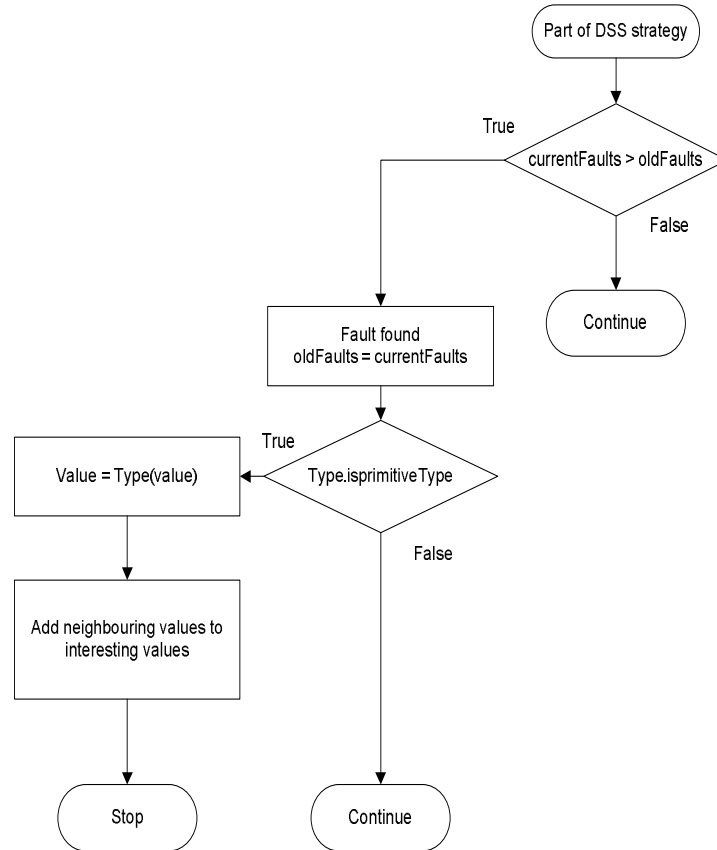 Part of DSS strategy
True
currentFaults > oldFaults
False
Continue
Fault found
oldFaults = currentFaults
True
Value = Type(value)
Type.isprimitiveType
False
Add neighbouring values to
interesting values
Stop
Continue